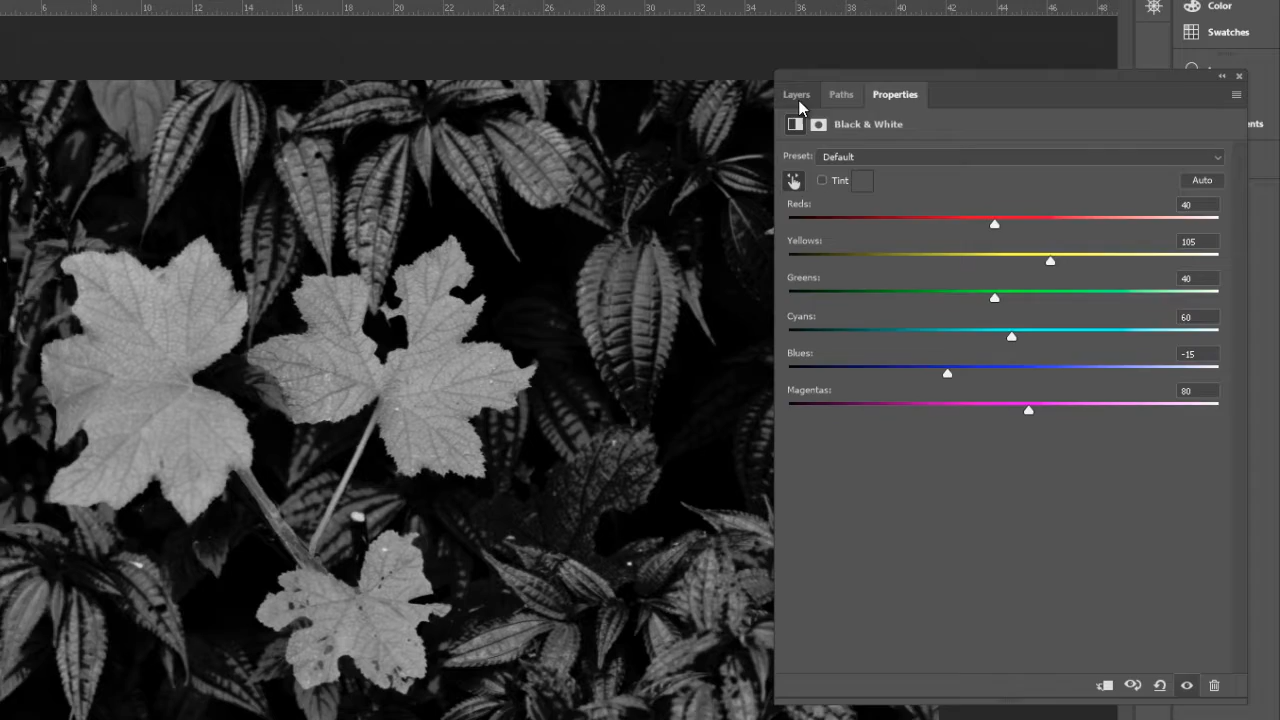 6 8 10 12 14 16 18 20 22 24 26 28 30 32 34 36 38 40 42 44 46 48
Color
Swatches
Layers Paths Properties
Black & White
Preset: Default
Tint Auto
Reds: 40
Yellows: 105
Greens: 40
Cyans: 60
Blues: -15
Magentas: 80